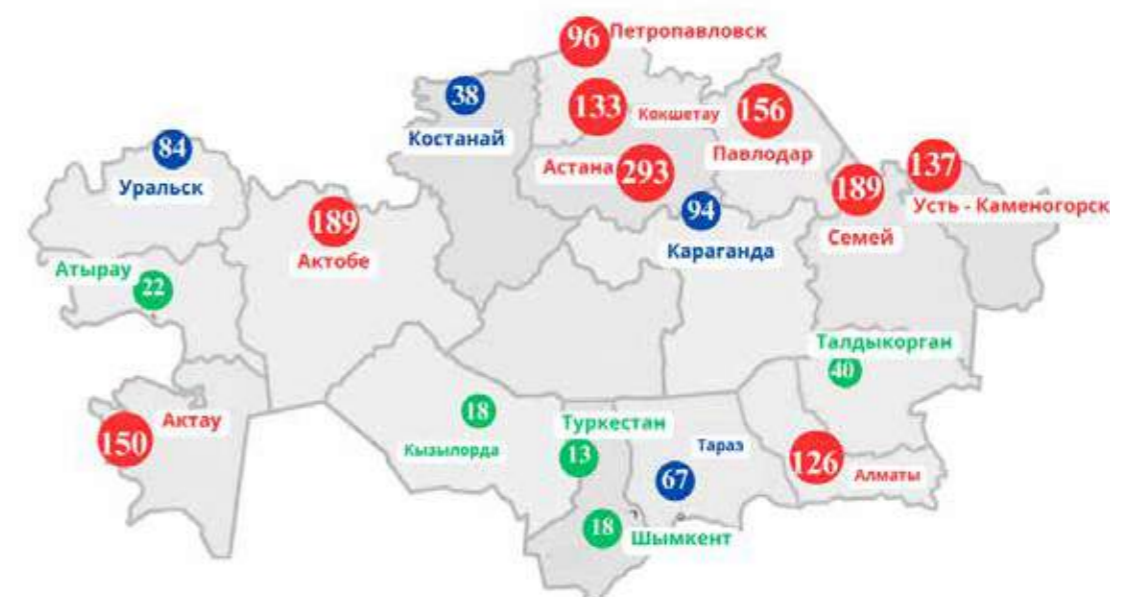 96
Петропавловск
38
133
Кокшетау
156
Костанай
84
Астана
293
Павлодар
137
Уральск
189
Усть - Каменогорск
94
189
Семей
Актобе
Караганда
Атырау
22
Талдыкорган
40
18
Туркестан
Актау
150
Кызылорда
13
Тараз
126
Алматы
67
18
Шымкент